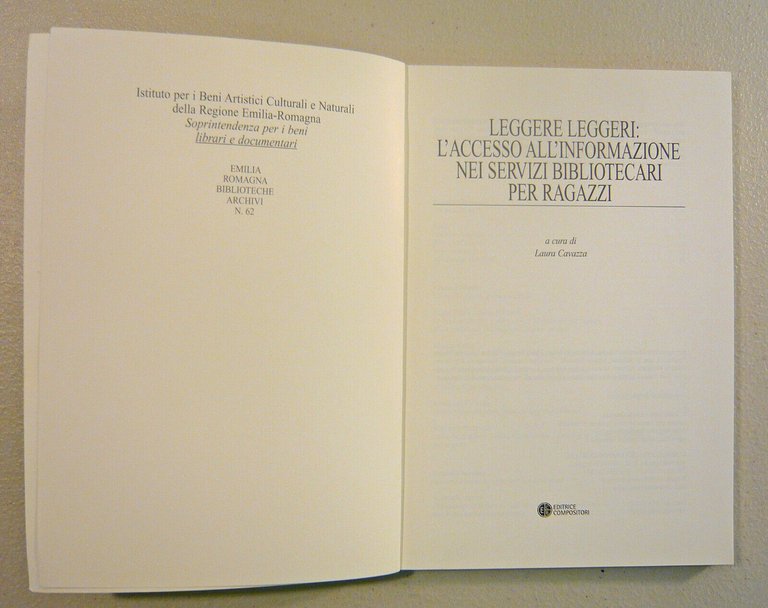 Istituto per i Beni Artistici Culturali e Naturali
della Regione Emilia-Romagna
Soprintendenza per i beni
librari e documentari
EMILIA
ROMAGNA
BIBLIOTECHE
ARCHIVI
N. 62
LEGGERE LEGGERI:
L'ACCESSO ALL'INFORMAZIONE
NEI SERVIZI BIBLIOTECARI
PER RAGAZZI
a cura di
Laura Cavazza
EDITRICE
COMPOSITORI